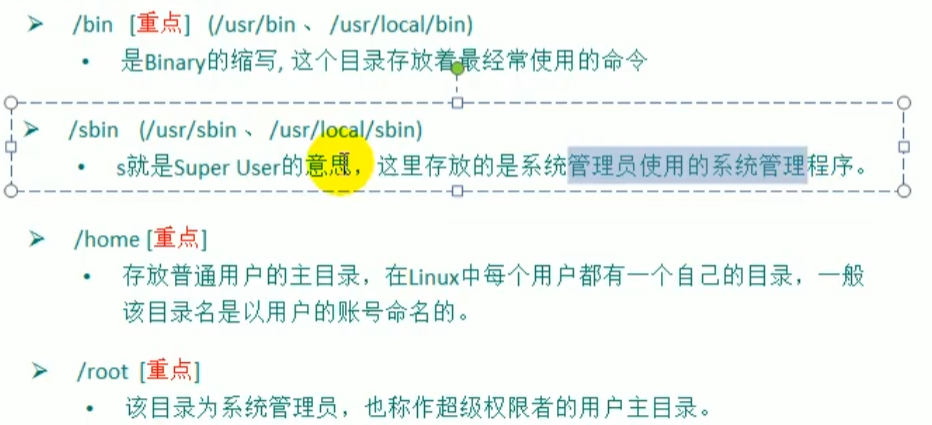 /bin [重点] (/usr/bin 、 /usr/local/bin)
是Binary的缩写, 这个目录存放着最经常使用的命令
/sbin (/usr/sbin 、 /usr/local/sbin)
s就是Super User的意思，这里存放的是系统管理员使用的系统管理程序。
/home [重点]
存放普通用户的主目录，在Linux中每个用户都有一个自己的目录，一般
该目录名是以用户的账号命名的。
/root [重点]
该目录为系统管理员，也称作超级权限者的用户主目录。